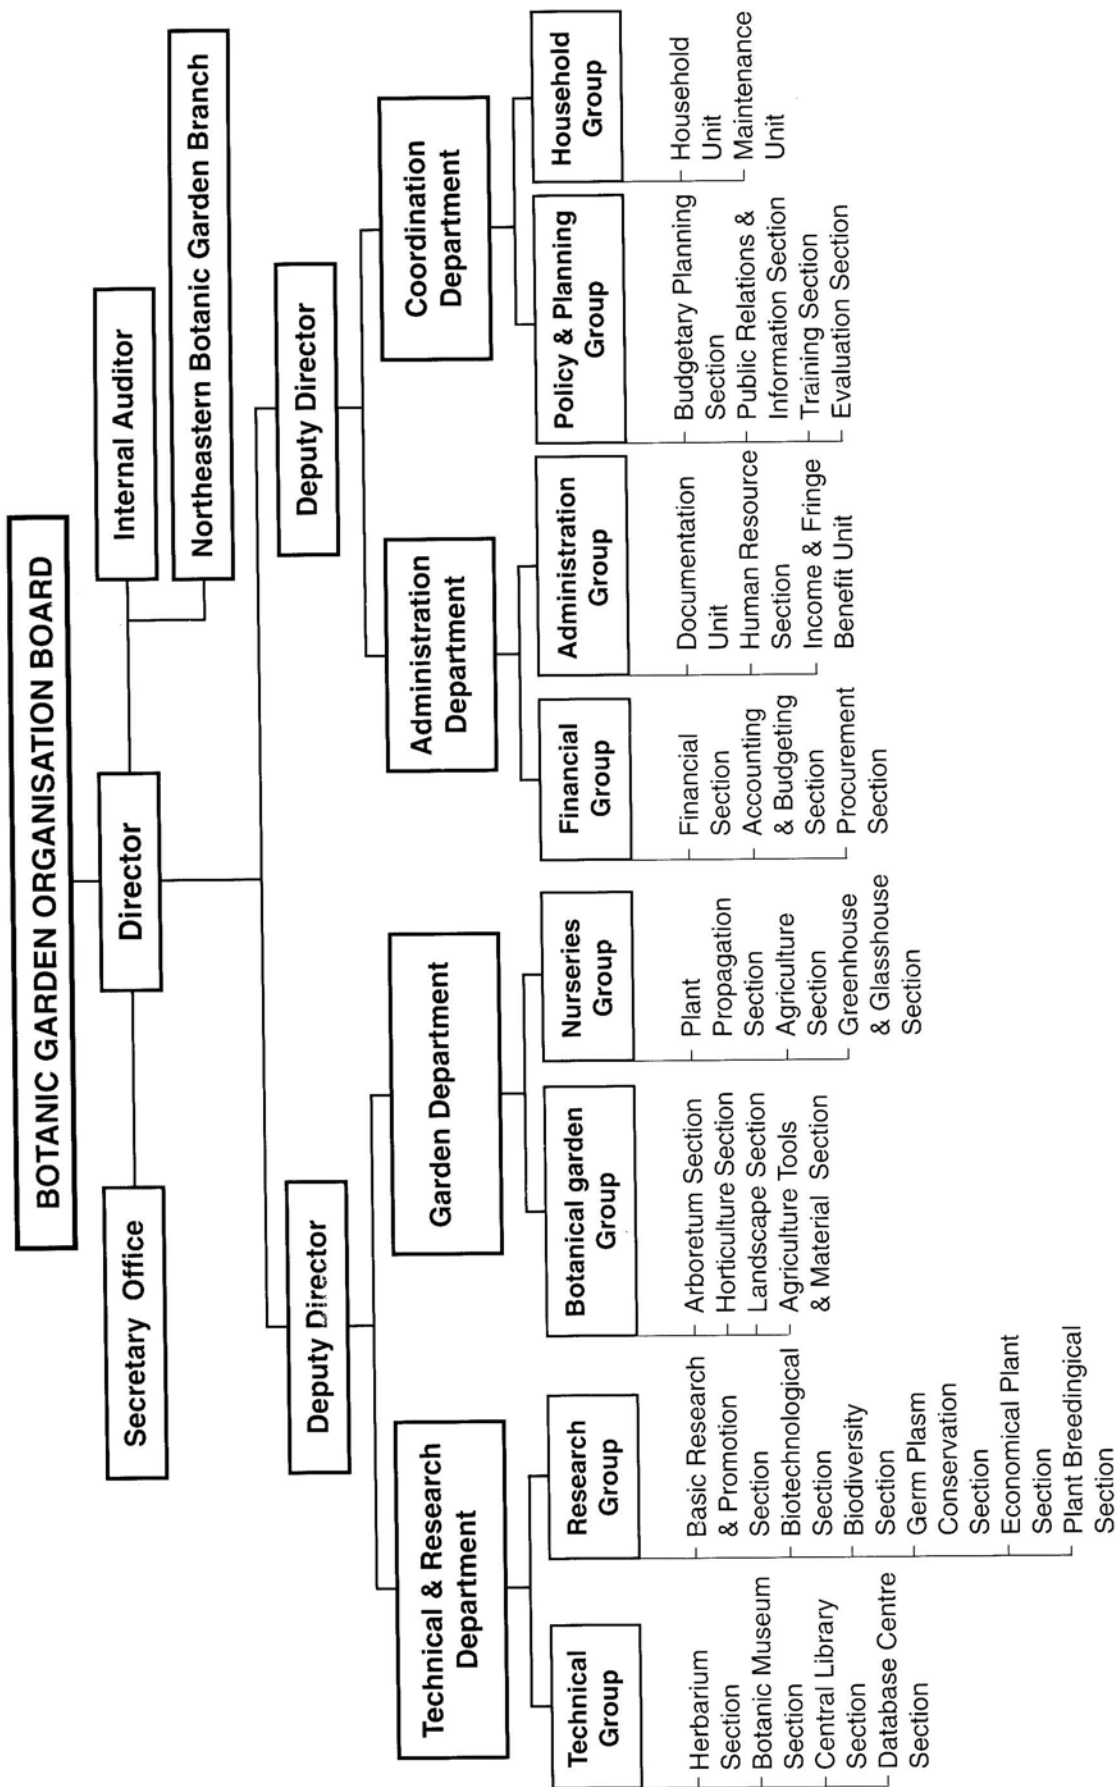 BOTANIC GARDEN ORGANISATION BOARD
Secretary Office
Director
Internal Auditor
Northeastern Botanic Garden Branch
Deputy Director
Deputy Director
Technical & Research
Department
Garden Department
Administration
Department
Coordination
Department
Technical
Group
Research
Group
Botanical garden
Group
Nurseries
Group
Financial
Group
Administration
Group
Policy & Planning
Group
Household
Group
Herbarium
Section
Botanic Museum
Section
Central Library
Section
Database Centre
Section
Basic Research
& Promotion
Section
Biotechnological
Section
Biodiversity
Section
Germ Plasm
Conservation
Section
Economical Plant
Section
Plant Breedingical
Section
Arboretum Section
Horticulture Section
Landscape Section
Agriculture Tools
& Material Section
Plant
Propagation
Section
Agriculture
Section
Greenhouse
& Glasshouse
Section
Financial
Section
Accounting
& Budgeting
Section
Procurement
Section
Documentation
Unit
Human Resource
Section
Income & Fringe
Benefit Unit
Budgetary Planning
Section
Public Relations &
Information Section
Training Section
Evaluation Section
Household
Unit
Maintenance
Unit